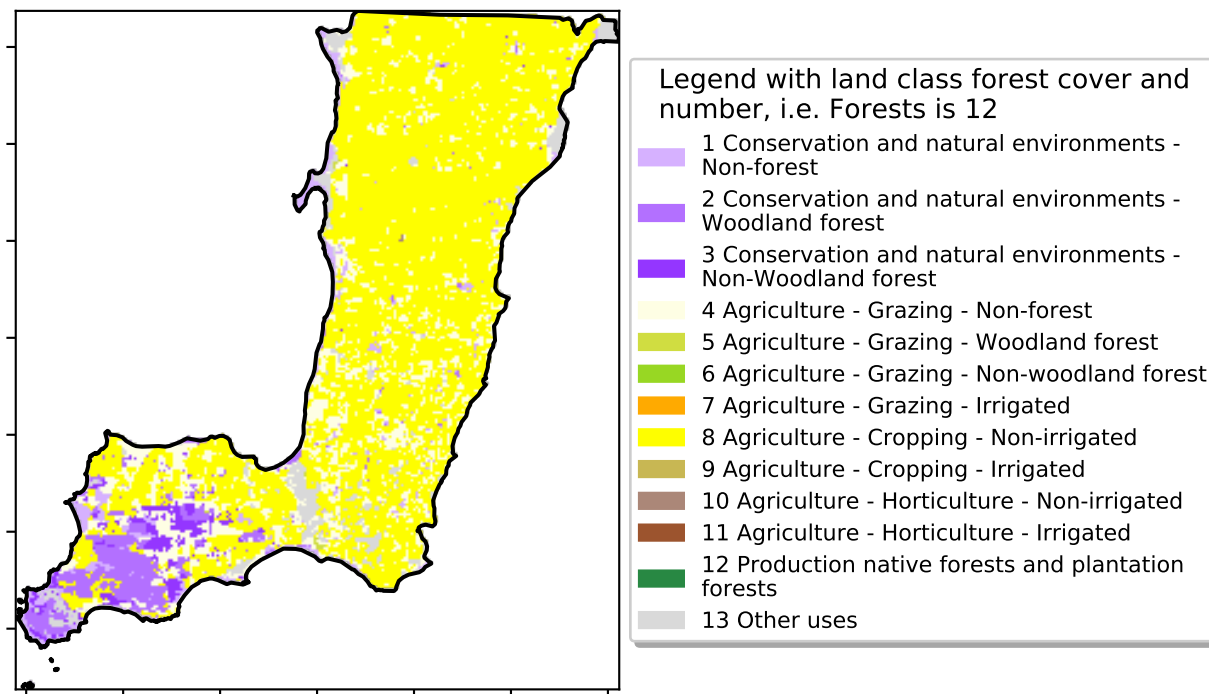 Legend with land class forest cover and
number, i.e. Forests is 12
1 Conservation and natural environments -
Non-forest
2 Conservation and natural environments -
Woodland forest
3 Conservation and natural environments -
Non-Woodland forest
4 Agriculture - Grazing - Non-forest
5 Agriculture - Grazing - Woodland forest
6 Agriculture - Grazing - Non-woodland forest
7 Agriculture - Grazing - Irrigated
8 Agriculture - Cropping - Non-irrigated
9 Agriculture - Cropping - Irrigated
10 Agriculture - Horticulture - Non-irrigated
11 Agriculture - Horticulture - Irrigated
12 Production native forests and plantation
forests
13 Other uses